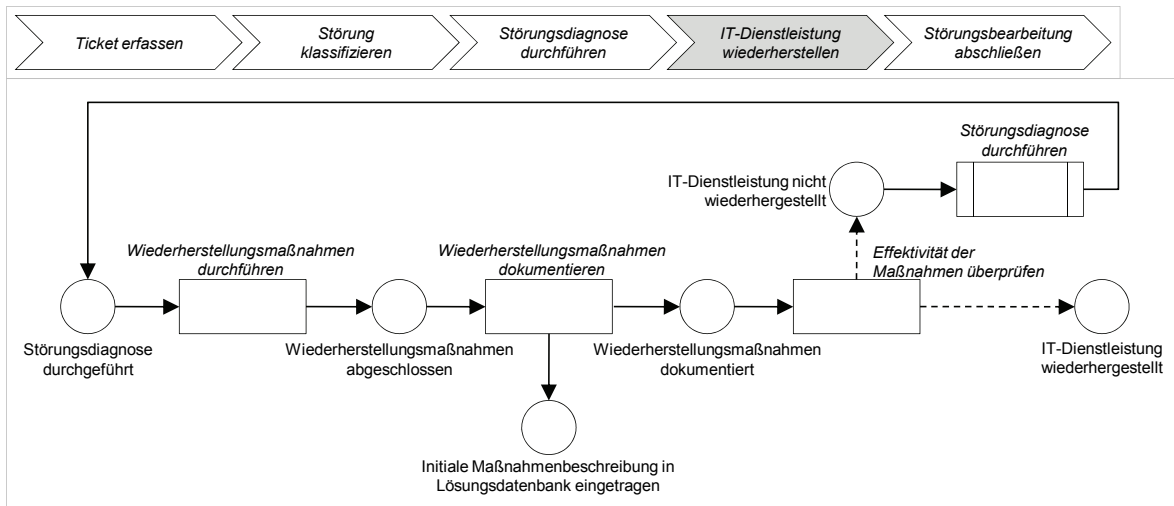 Ticket erfassen
Störung
klassifizieren
Störungsdiagnose
durchführen
IT-Dienstleistung
wiederherstellen
Störungsbearbeitung
abschließen
Störungsdiagnose
durchführen
IT-Dienstleistung nicht
wiederhergestellt
Wiederherstellungsmaßnahmen
durchführen
Wiederherstellungsmaßnahmen
dokumentieren
Effektivität der
Maßnahmen überprüfen
Störungsdiagnose
durchgeführt
Wiederherstellungsmaßnahmen
abgeschlossen
Wiederherstellungsmaßnahmen
dokumentiert
IT-Dienstleistung
wiederhergestellt
Initiale Maßnahmenbeschreibung in
Lösungsdatenbank eingetragen